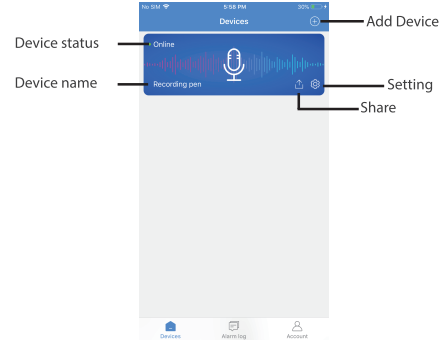 No SIM 5:58 PM 30%
Devices
Add Device
Device status
Online
Device name
Recording pen
Setting
Share
Devices Alarm log Account